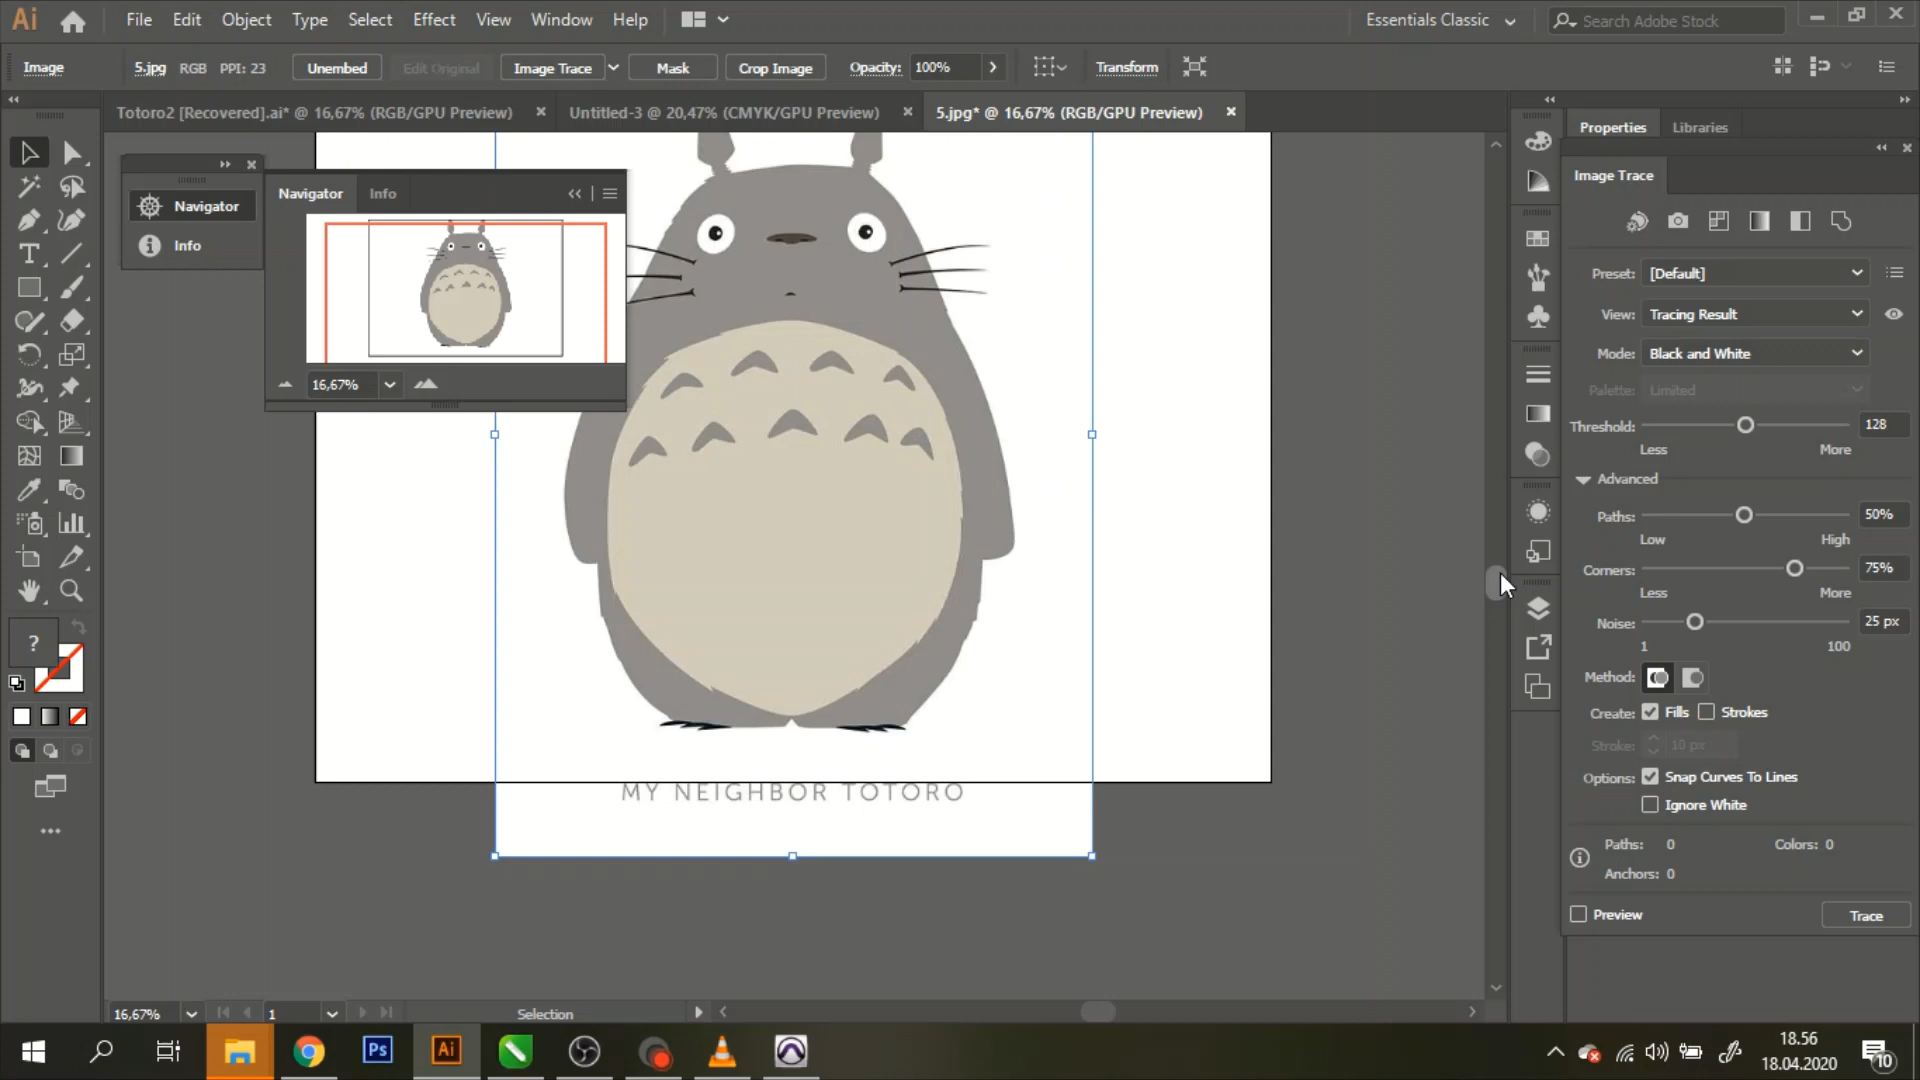 Ai File Edit Object Type Select Effect View Window Help Essentials Classic Search Adobe Stock
Image 5.jpg RGB PPI: 23 Unembed Edit Original Image Trace Mask Crop Image Opacity: 100% Transform
Totoro2 [Recovered].ai* @ 16,67% (RGB/GPU Preview) Untitled-3 @ 20,47% (CMYK/GPU Preview) 5.jpg* @ 16,67% (RGB/GPU Preview)
Properties Libraries
Navigator
Info
Navigator Info
16,67%
MY NEIGHBOR TOTORO
Image Trace
Preset: [Default]
View: Tracing Result
Mode: Black and White
Palette: Limited
Threshold: 128
Less More
Advanced
Paths: 50%
Low High
Corners: 75%
Less More
Noise: 25 px
1 100
Method:
Create: Fills Strokes
Stroke: 10 px
Options: Snap Curves To Lines
Ignore White
Paths: 0 Colors: 0
Anchors: 0
Preview Trace
?
16,67% 1 Selection
Ps Ai
18.56
18.04.2020
10